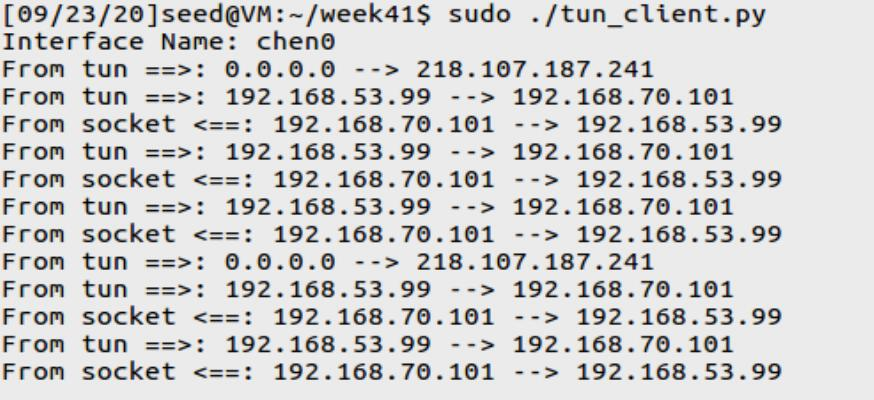 [09/23/20]seed@VM:~/week41$ sudo ./tun_client.py
Interface Name: chen0
From tun ==>: 0.0.0.0 --> 218.107.187.241
From tun ==>: 192.168.53.99 --> 192.168.70.101
From socket <==: 192.168.70.101 --> 192.168.53.99
From tun ==>: 192.168.53.99 --> 192.168.70.101
From socket <==: 192.168.70.101 --> 192.168.53.99
From tun ==>: 192.168.53.99 --> 192.168.70.101
From socket <==: 192.168.70.101 --> 192.168.53.99
From tun ==>: 0.0.0.0 --> 218.107.187.241
From tun ==>: 192.168.53.99 --> 192.168.70.101
From socket <==: 192.168.70.101 --> 192.168.53.99
From tun ==>: 192.168.53.99 --> 192.168.70.101
From socket <==: 192.168.70.101 --> 192.168.53.99